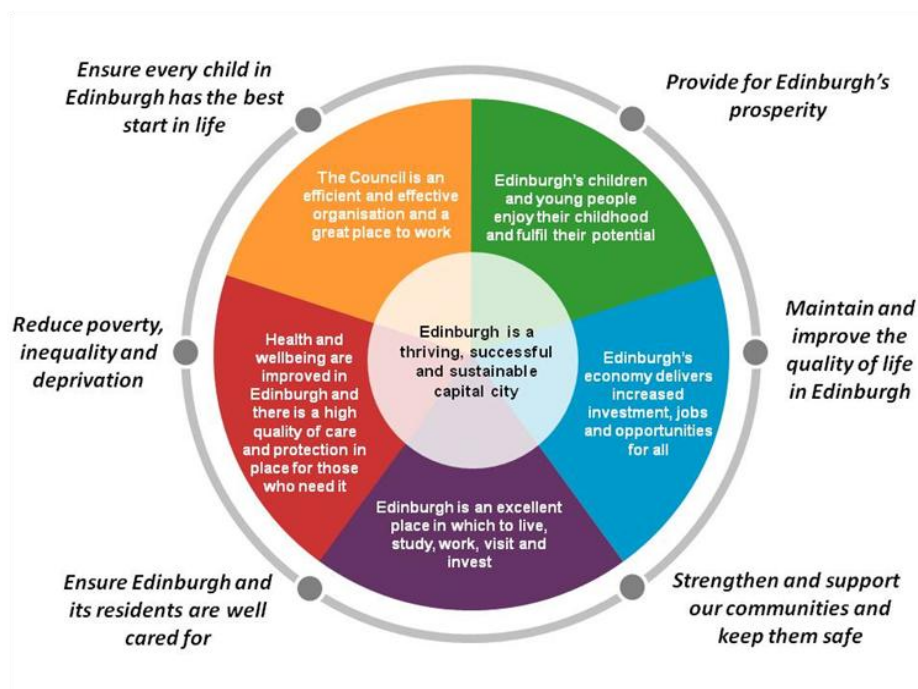 Ensure every child in
Edinburgh has the best
start in life
Provide for Edinburgh's
prosperity
The Council is an
efficient and effective
organisation and a
great place to work
Edinburgh's children
and young people
enjoy their childhood
and fulfil their potential
Reduce poverty,
inequality and
deprivation
Health and
wellbeing are
improved in
Edinburgh and
there is a high
quality of care
and protection in
place for those
who need it
Edinburgh is a
thriving, successful
and sustainable
capital city
Edinburgh's
economy delivers
increased
investment, jobs
and opportunities
for all
Maintain and
improve the
quality of life
in Edinburgh
Edinburgh is an excellent
place in which to live,
study, work, visit and
invest
Ensure Edinburgh and
its residents are well
cared for
Strengthen and support
our communities and
keep them safe